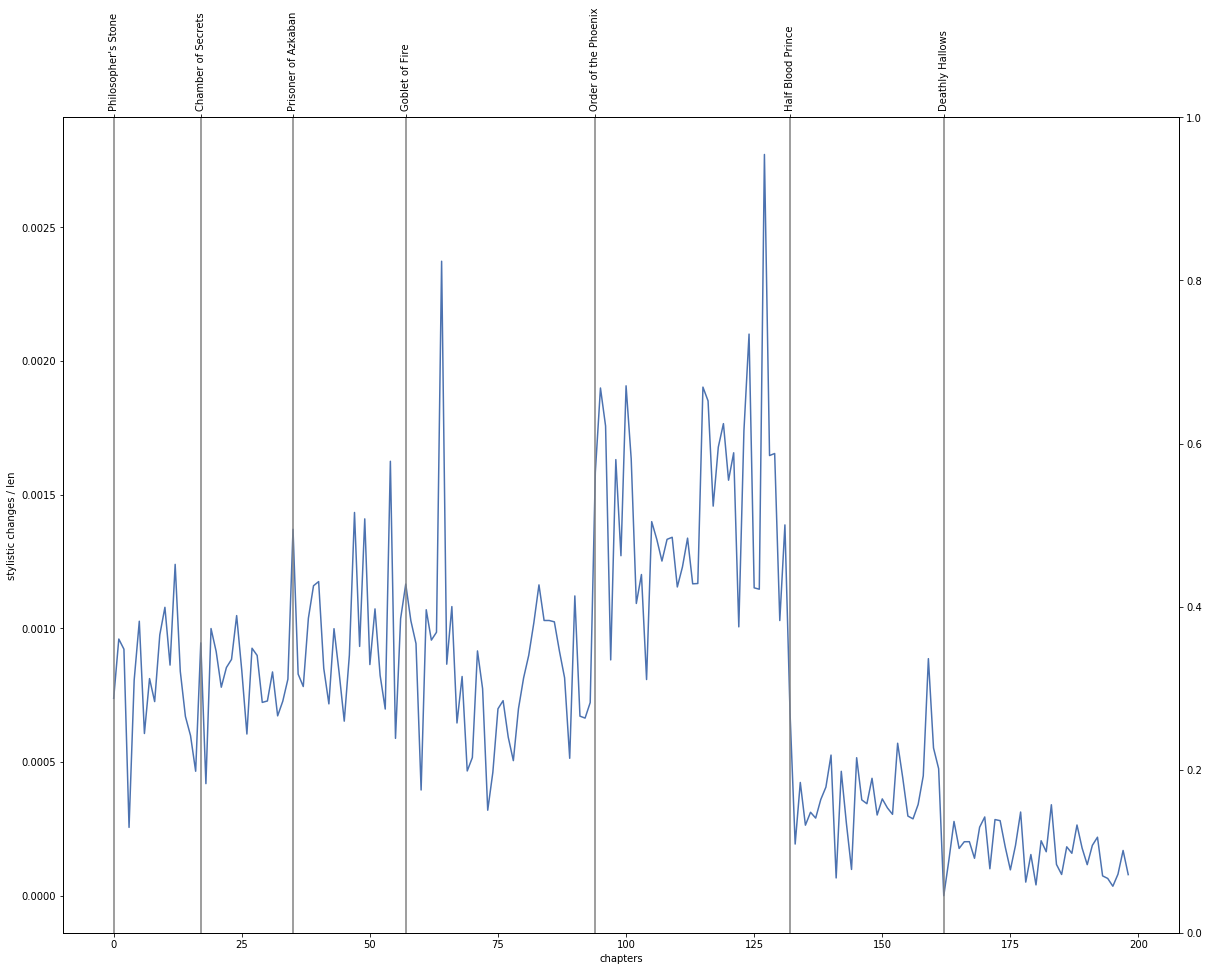 Philosopher's Stone
Chamber of Secrets
Prisoner of Azkaban
Goblet of Fire
Order of the Phoenix
Half Blood Prince
Deathly Hallows
stylistic changes / len
0.0025
0.0020
0.0015
0.0010
0.0005
0.0000
1.0
0.8
0.6
0.4
0.2
0.0
0
25
50
75
100
125
150
175
200
chapters